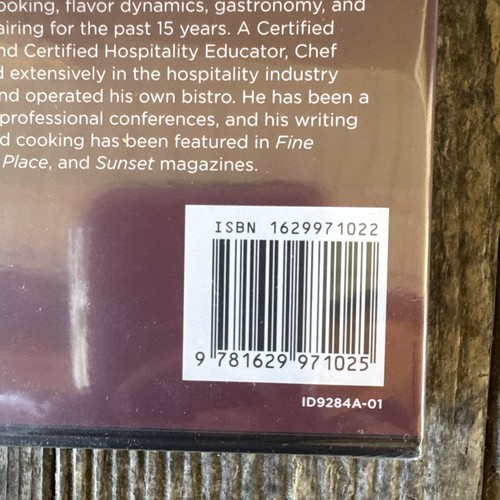 ooking, flavor dynamics, gastronomy, and
airing for the past 15 years. A Certified
nd Certified Hospitality Educator, Chef
d extensively in the hospitality industry
nd operated his own bistro. He has been a
professional conferences, and his writing
d cooking has been featured in Fine
Place, and Sunset magazines.
ISBN 1629971022
9 781629 971025
ID9284A-01